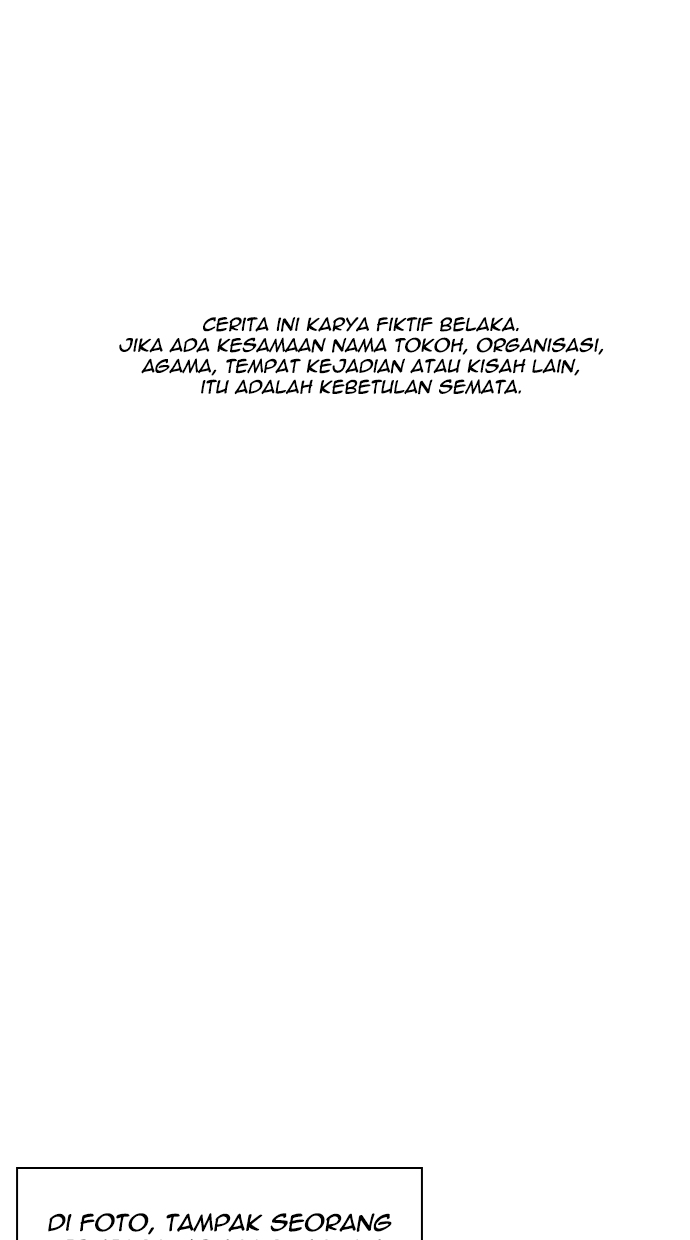 CERITA INI KARYA FIKTIF BELAKA.
JIKA ADA KESAMAAN NAMA TOKOH, ORGANISASI,
AGAMA, TEMPAT KEJADIAN ATAU KISAH LAIN,
ITU ADALAH KEBETULAN SEMATA.
DI FOTO, TAMPAK SEORANG